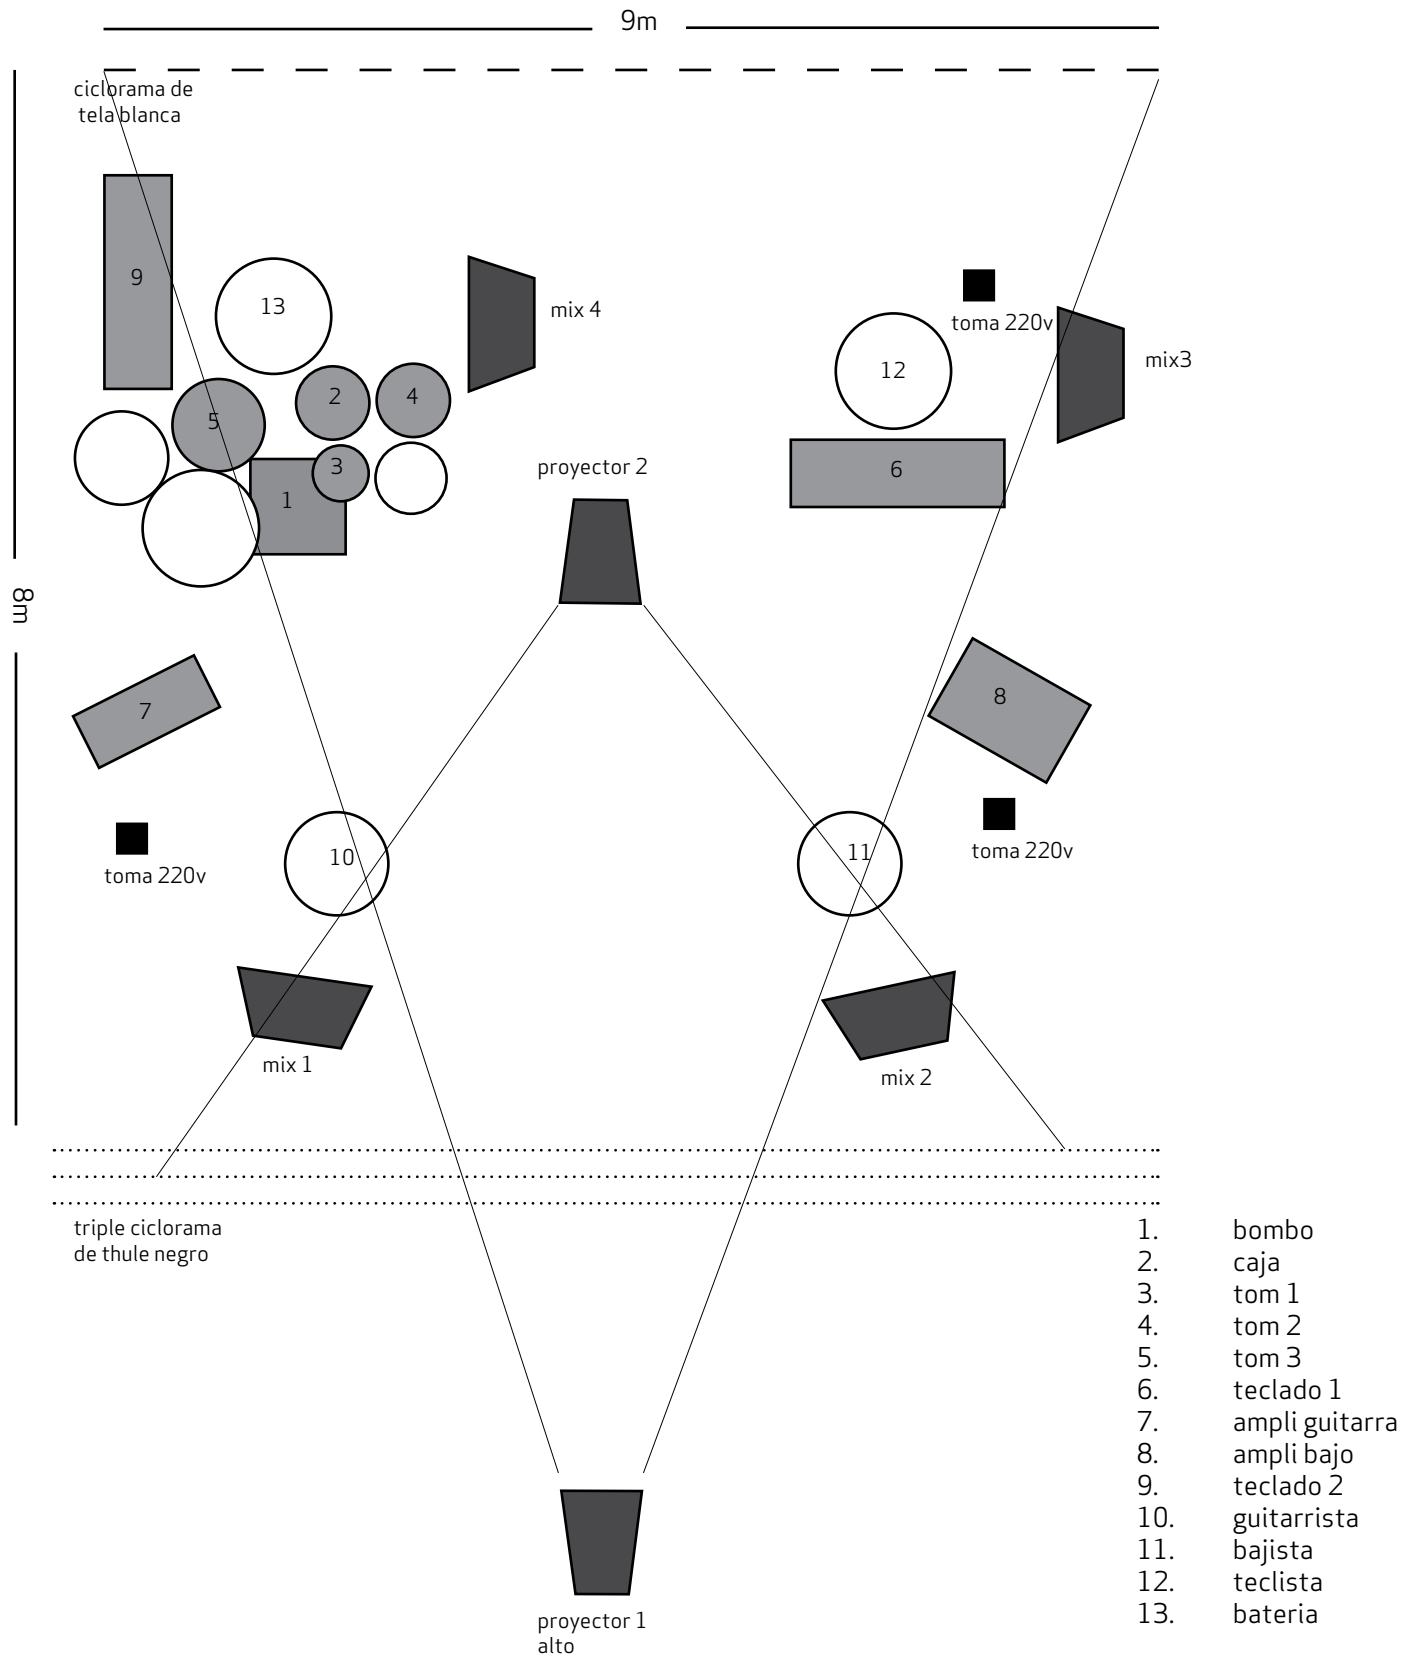 9m
ciclorama de
tela blanca
9
13
mix 4
toma 220v
mix3
12
5
2
4
3
1
proyector 2
6
8m
7
8
toma 220v
10
11
toma 220v
mix 1
mix 2
triple ciclorama
de thule negro
1. bombo
2. caja
3. tom 1
4. tom 2
5. tom 3
6. teclado 1
7. ampli guitarra
8. ampli bajo
9. teclado 2
10. guitarrista
11. bajista
12. teclista
13. bateria
proyector 1
alto